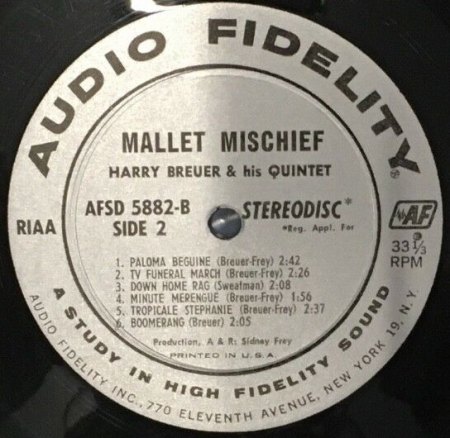 AUDIO FIDELITY®
MALLET MISCHIEF
HARRY BREUER & his QUINTET
RIAA
AFSD 5882-B
SIDE 2
STEREODISC*
*Reg. Appl. For
AF
33 1/3
RPM
1. PALOMA BEGUINE (Breuer-Frey) 2:42
2. TV FUNERAL MARCH (Breuer-Frey) 2:26
3. DOWN HOME RAG (Sweatman) 2:08
4. MINUTE MERENGUE (Breuer-Frey) 1:56
5. TROPICALE STEPHANIE (Breuer-Frey) 2:37
6. BOOMERANG (Breuer) 2:05
Production, A & R: Sidney Frey
PRINTED IN U.S.A.
A STUDY IN HIGH FIDELITY SOUND
AUDIO FIDELITY INC., 770 ELEVENTH AVENUE, NEW YORK 19, N.Y.